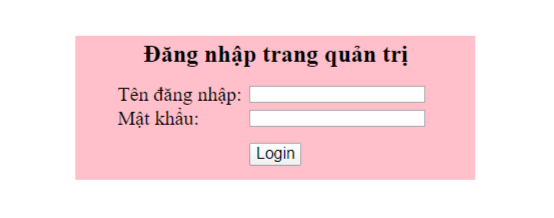 Đăng nhập trang quản trị
Tên đăng nhập:
Mật khẩu:
Login